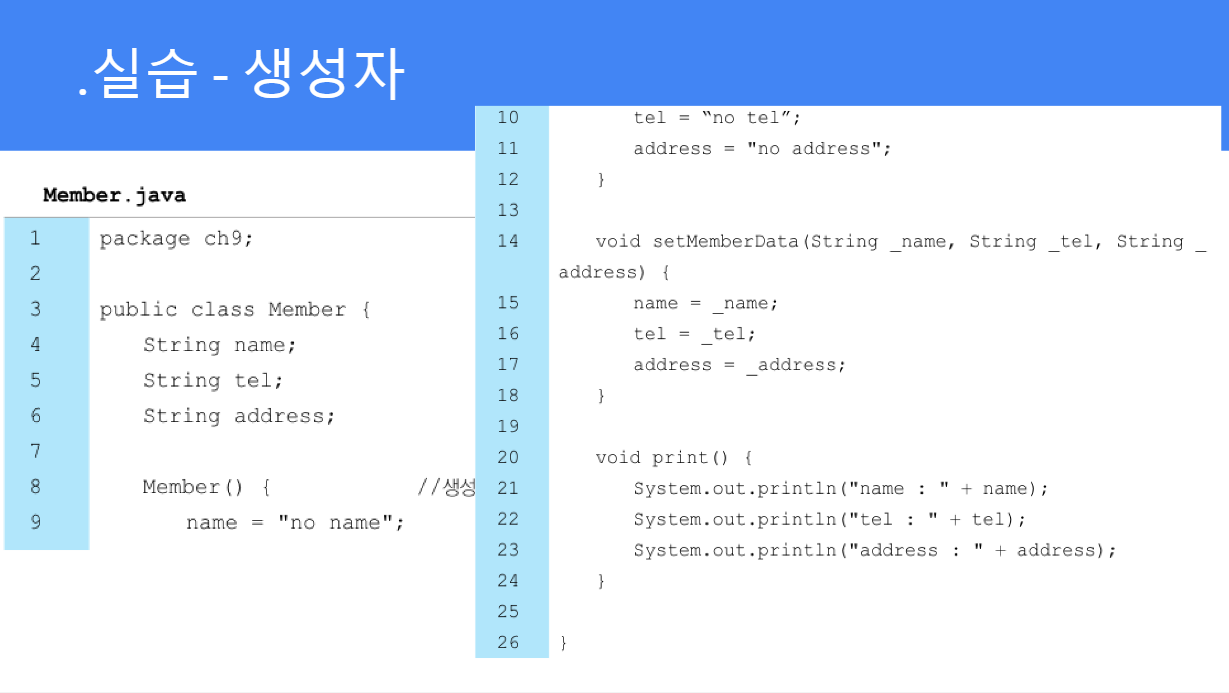 .실습 - 생성자
Member.java
1 package ch9;
2
3 public class Member {
4 String name;
5 String tel;
6 String address;
7
8 Member() { //생성
9 name = "no name";
10 tel = “no tel”;
11 address = "no address";
12 }
13
14 void setMemberData(String _name, String _tel, String _
address) {
15 name = _name;
16 tel = _tel;
17 address = _address;
18 }
19
20 void print() {
21 System.out.println("name : " + name);
22 System.out.println("tel : " + tel);
23 System.out.println("address : " + address);
24 }
25
26 }